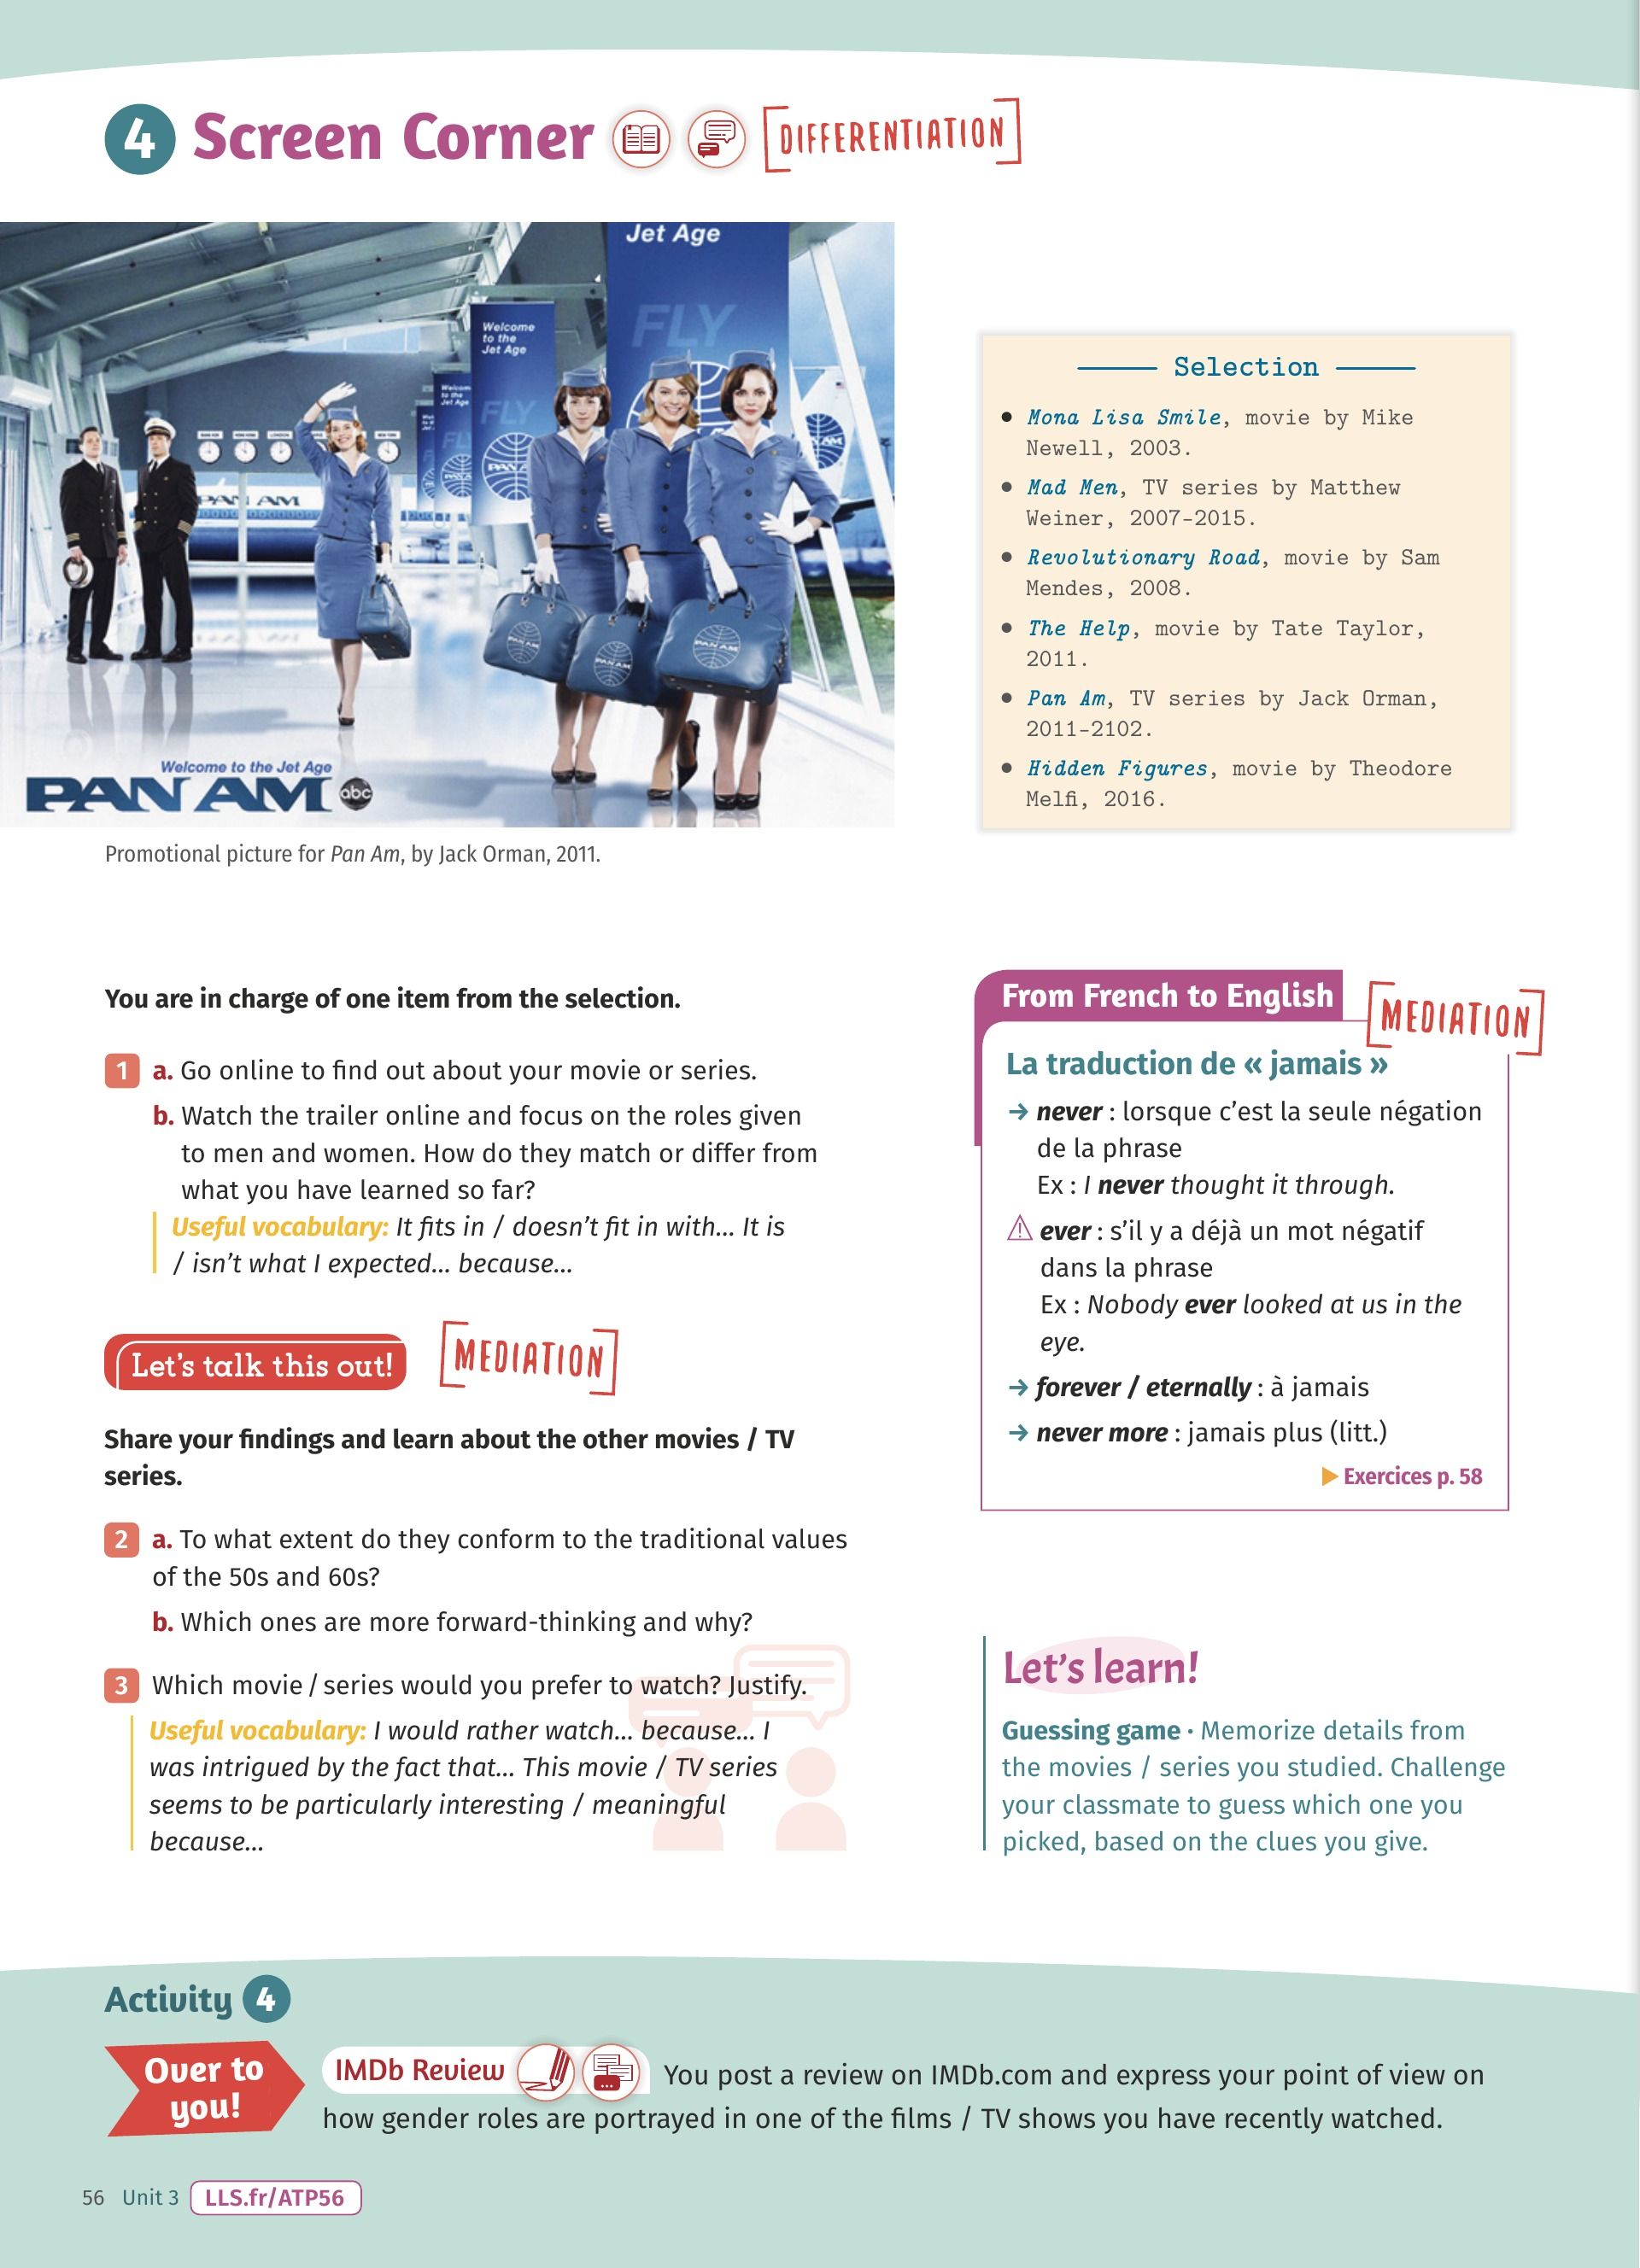 4 Screen Corner [DIFFERENTIATION]
Jet Age
FLY
Welcome
to the
Jet Age
FLY
PAN AM
PAN AM
PAN AM
PAN AM
PAN AM
Welcome to the Jet Age
PAN AM abc
Promotional picture for Pan Am, by Jack Orman, 2011.
Selection
• Mona Lisa Smile, movie by Mike
Newell, 2003.
• Mad Men, TV series by Matthew
Weiner, 2007-2015.
• Revolutionary Road, movie by Sam
Mendes, 2008.
• The Help, movie by Tate Taylor,
2011.
• Pan Am, TV series by Jack Orman,
2011-2102.
• Hidden Figures, movie by Theodore
Melfi, 2016.
You are in charge of one item from the selection.
1 a. Go online to find out about your movie or series.
b. Watch the trailer online and focus on the roles given
to men and women. How do they match or differ from
what you have learned so far?
Useful vocabulary: It fits in / doesn't fit in with... It is
/ isn't what I expected... because...
Let's talk this out! [MEDIATION]
Share your findings and learn about the other movies / TV
series.
2 a. To what extent do they conform to the traditional values
of the 50s and 60s?
b. Which ones are more forward-thinking and why?
3 Which movie / series would you prefer to watch? Justify.
Useful vocabulary: I would rather watch... because... I
was intrigued by the fact that... This movie / TV series
seems to be particularly interesting / meaningful
because...
From French to English [MEDIATION]
La traduction de « jamais »
→ never : lorsque c'est la seule négation
de la phrase
Ex : I never thought it through.
⚠ ever : s'il y a déjà un mot négatif
dans la phrase
Ex : Nobody ever looked at us in the
eye.
→ forever / eternally : à jamais
→ never more : jamais plus (litt.)
▶ Exercices p. 58
Let's learn!
Guessing game · Memorize details from
the movies / series you studied. Challenge
your classmate to guess which one you
picked, based on the clues you give.
Activity 4
Over to
you!
IMDb Review You post a review on IMDb.com and express your point of view on
how gender roles are portrayed in one of the films / TV shows you have recently watched.
56 Unit 3 LLS.fr/ATP56